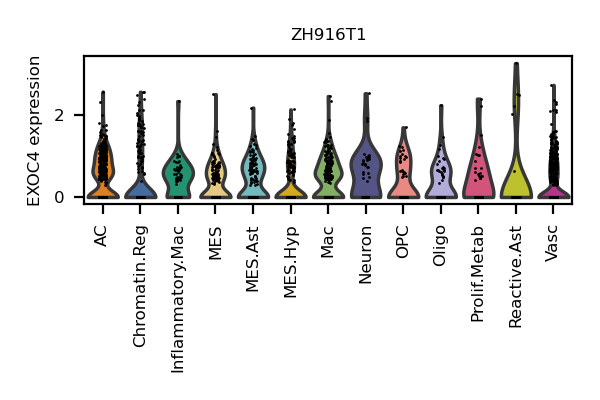 ZH916T1
EXOC4 expression
2
0
AC
Chromatin.Reg
Inflammatory.Mac
MES
MES.Ast
MES.Hyp
Mac
Neuron
OPC
Oligo
Prolif.Metab
Reactive.Ast
Vasc